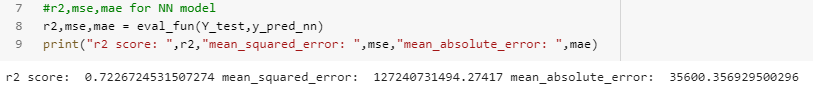 7 #r2,mse,mae for NN model
8 r2,mse,mae = eval_fun(Y_test,y_pred_nn)
9 print("r2 score: ",r2,"mean_squared_error: ",mse,"mean_absolute_error: ",mae)
r2 score:  0.7226724531507274 mean_squared_error:  127240731494.27417 mean_absolute_error:  35600.356929500296